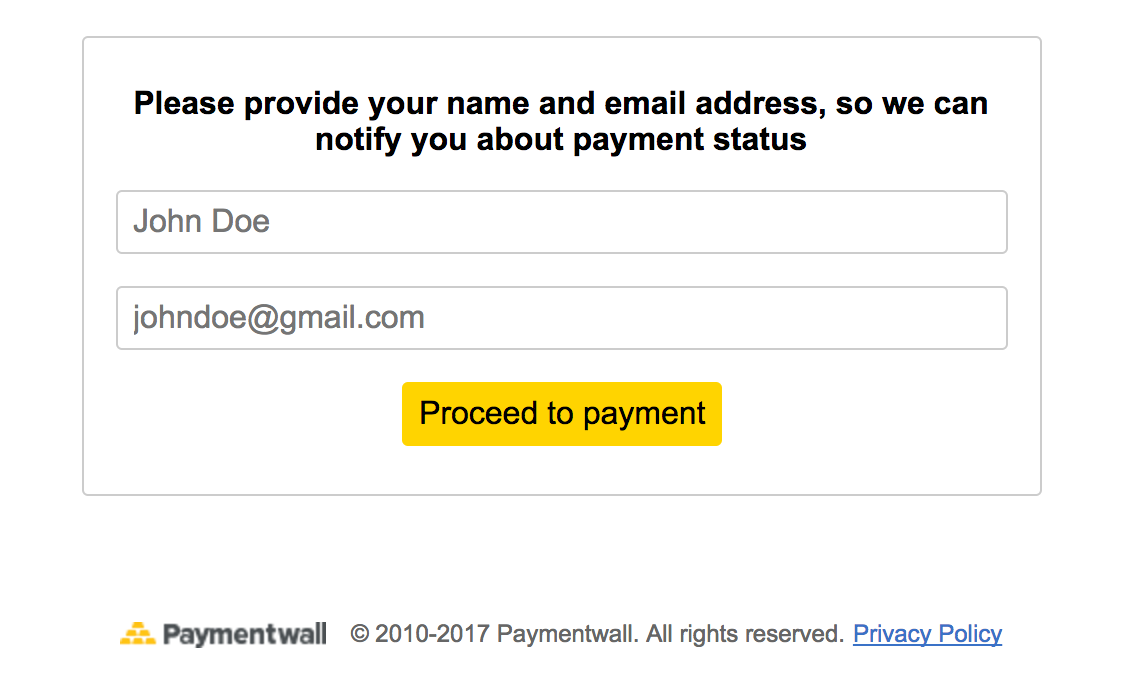 Please provide your name and email address, so we can
notify you about payment status
John Doe
johndoe@gmail.com
Proceed to payment
Paymentwall © 2010-2017 Paymentwall. All rights reserved. Privacy Policy